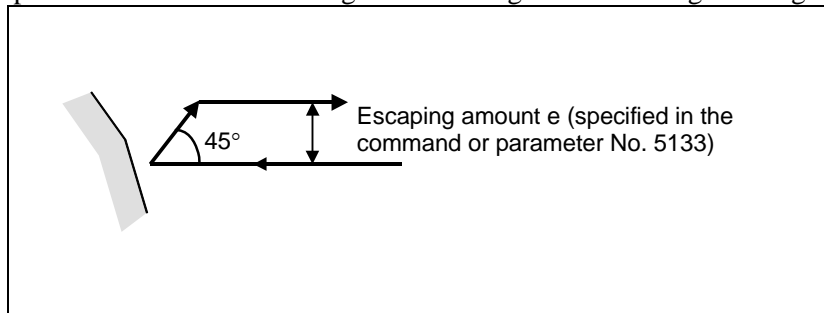 Escaping amount e (specified in the
45°
command or parameter No. 5133)